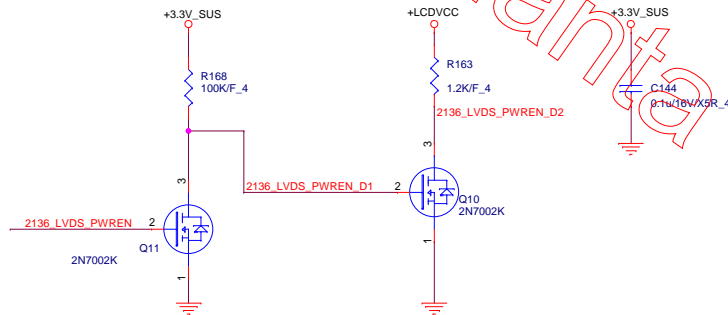 +3.3V_SUS
+LCDVCC
+3.3V_SUS
R168
100K/F_4
R163
1.2K/F_4
C144
0.1u/16V/X5R_4
2136_LVDS_PWREN_D2
3
3
2136_LVDS_PWREN_D1
2
Q10
2N7002K
2136_LVDS_PWREN
2
Q11
2N7002K
1
1
anta